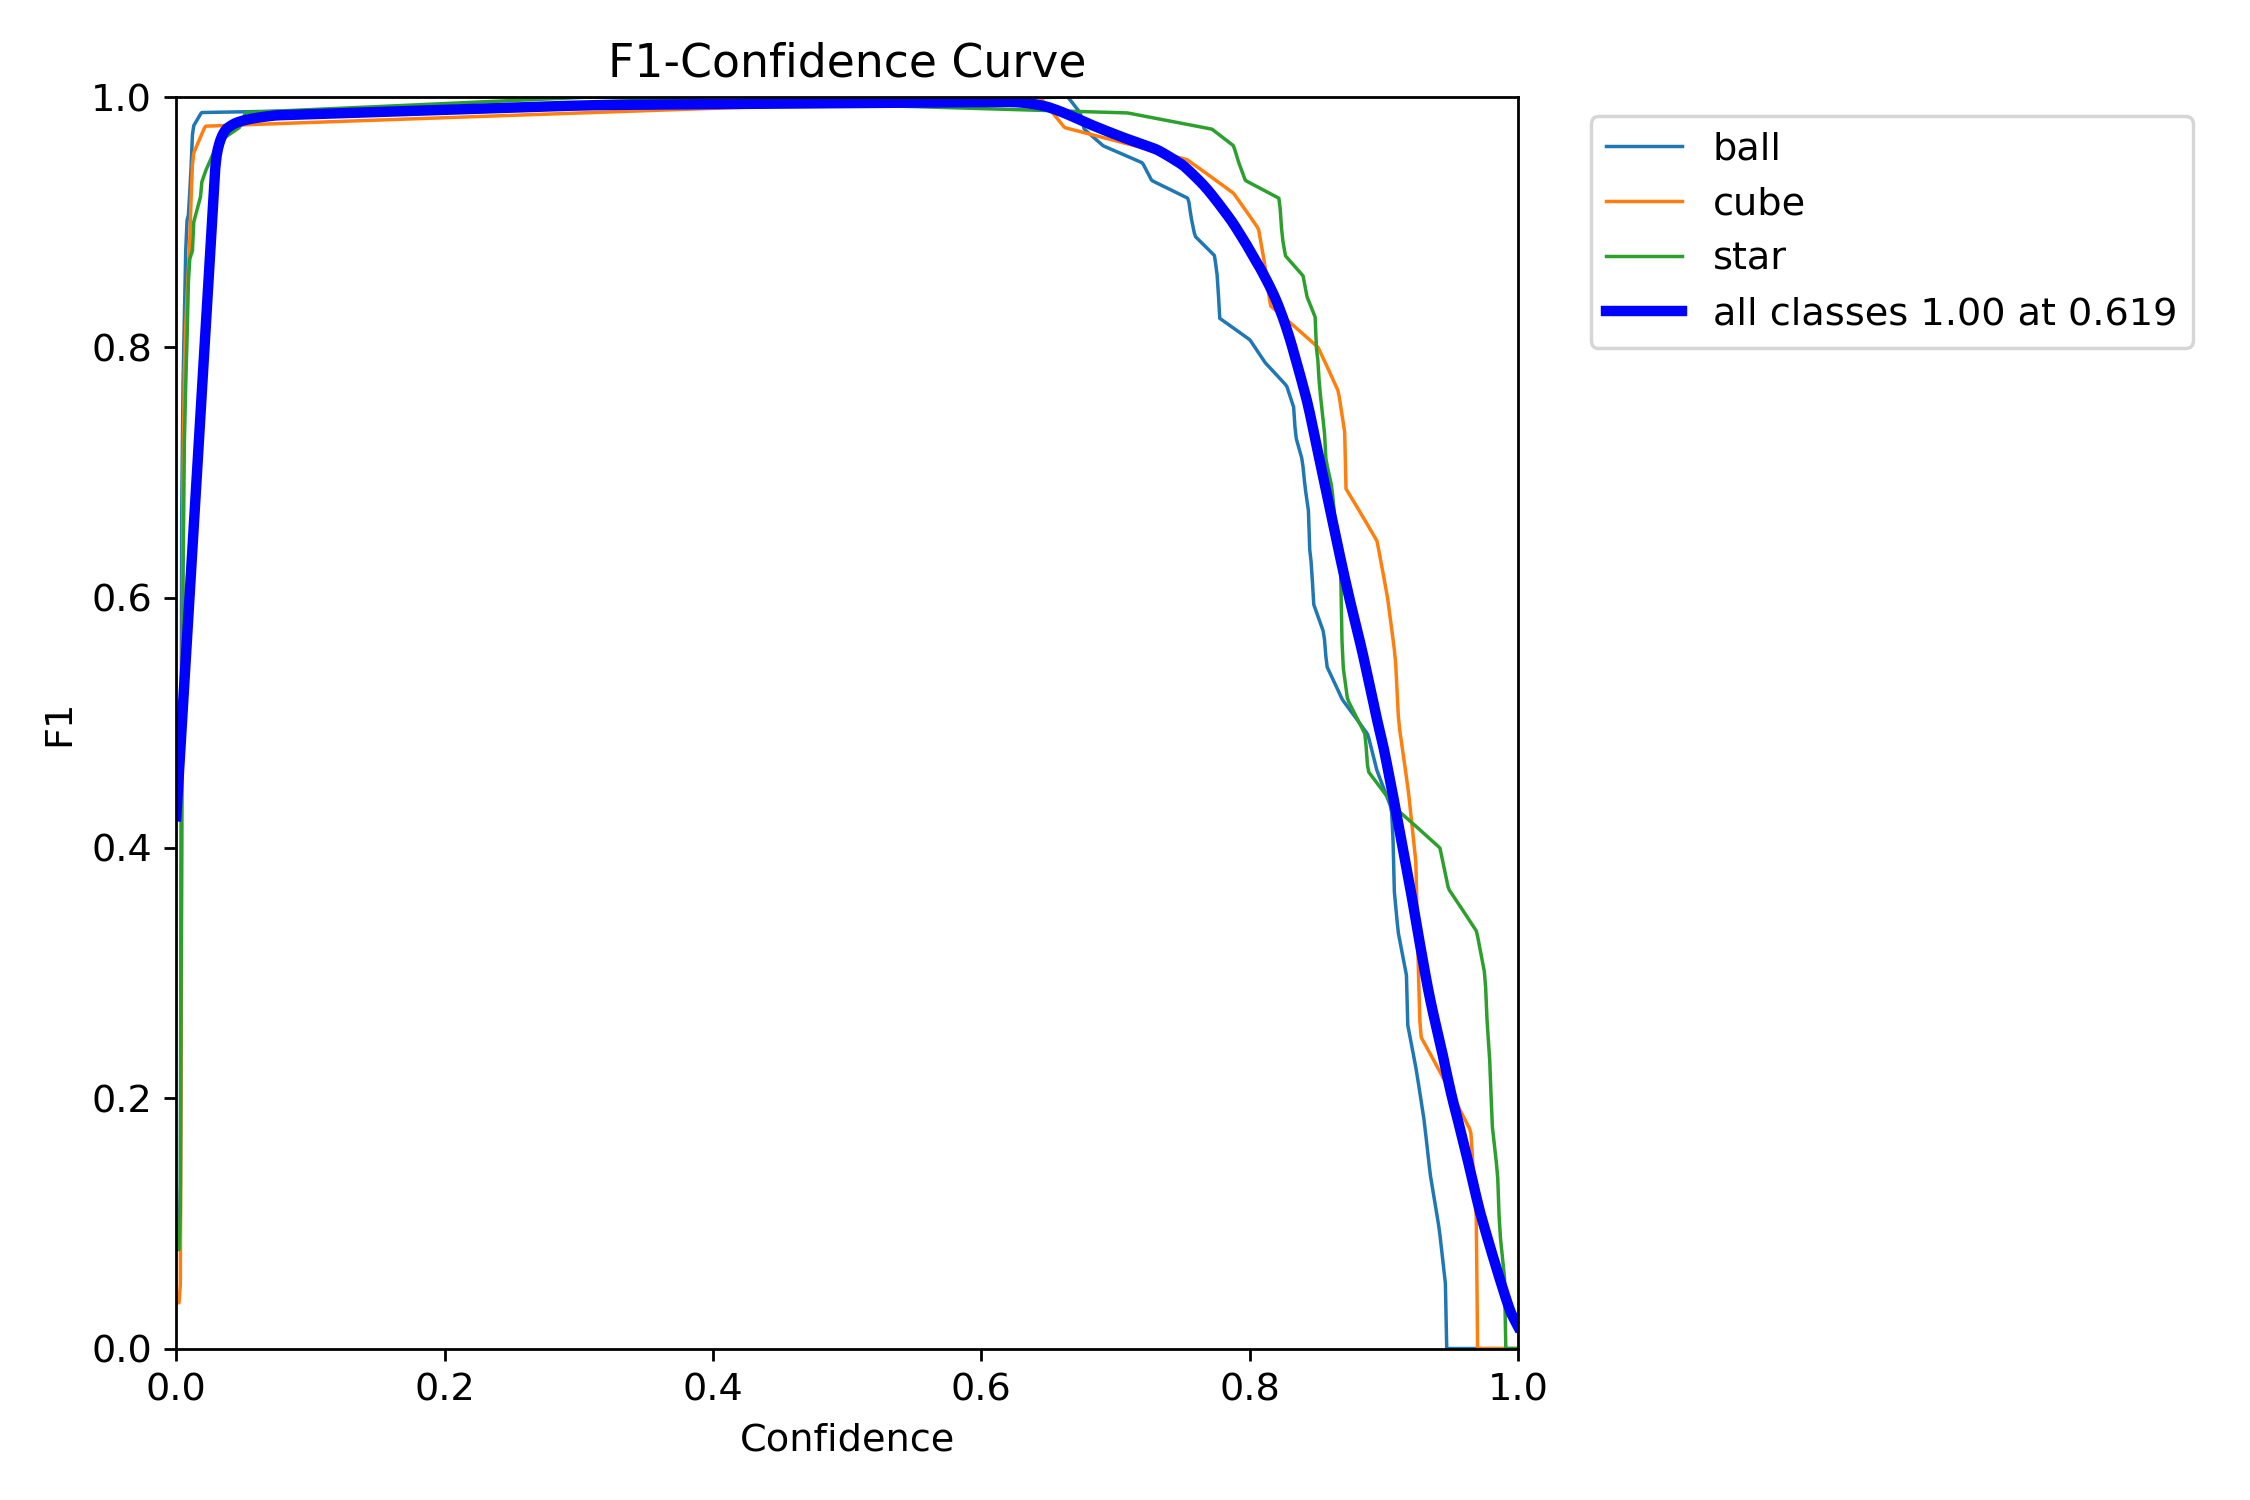 F1-Confidence Curve
1.0
0.8
0.6
0.4
0.2
0.0
F1
0.0 0.2 0.4 0.6 0.8 1.0
Confidence
ball
cube
star
all classes 1.00 at 0.619